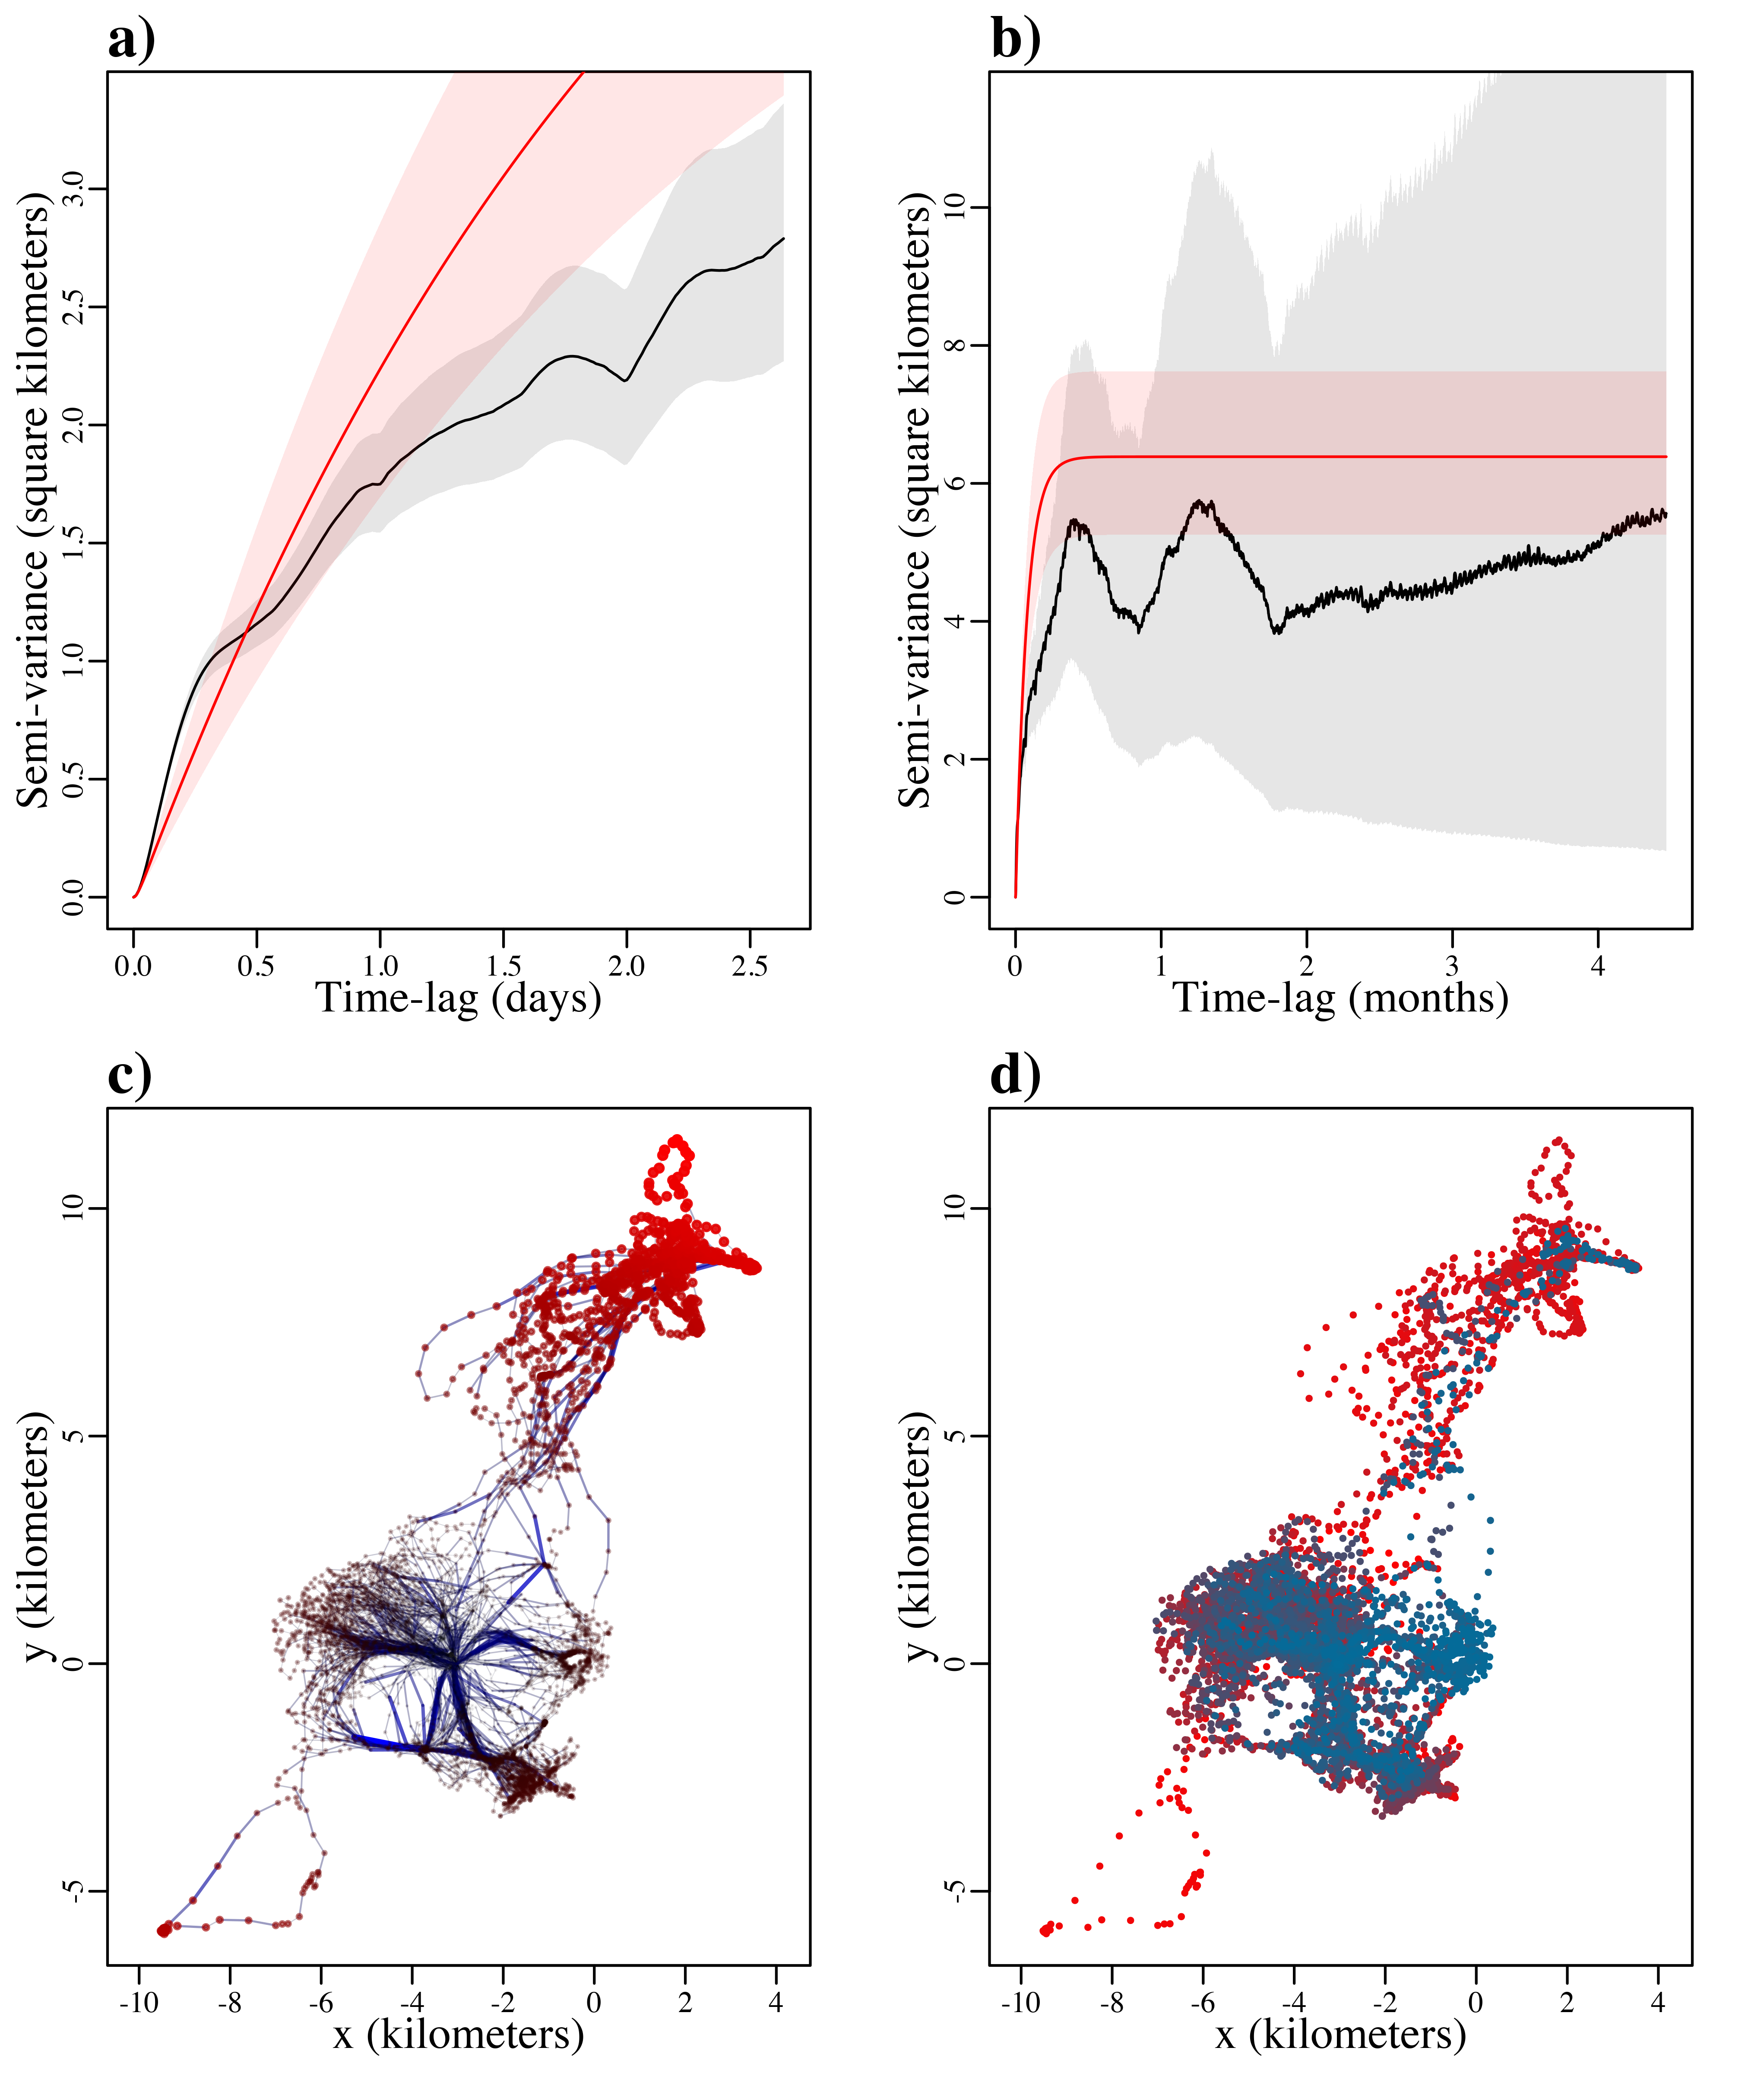 a)
Semi-variance (square kilometers)
3.0
2.5
2.0
1.5
1.0
0.5
0.0
0.0 0.5 1.0 1.5 2.0 2.5
Time-lag (days)
b)
Semi-variance (square kilometers)
10
8
6
4
2
0
0 1 2 3 4
Time-lag (months)
c)
y (kilometers)
10
5
0
-5
-10 -8 -6 -4 -2 0 2 4
x (kilometers)
d)
y (kilometers)
10
5
0
-5
-10 -8 -6 -4 -2 0 2 4
x (kilometers)